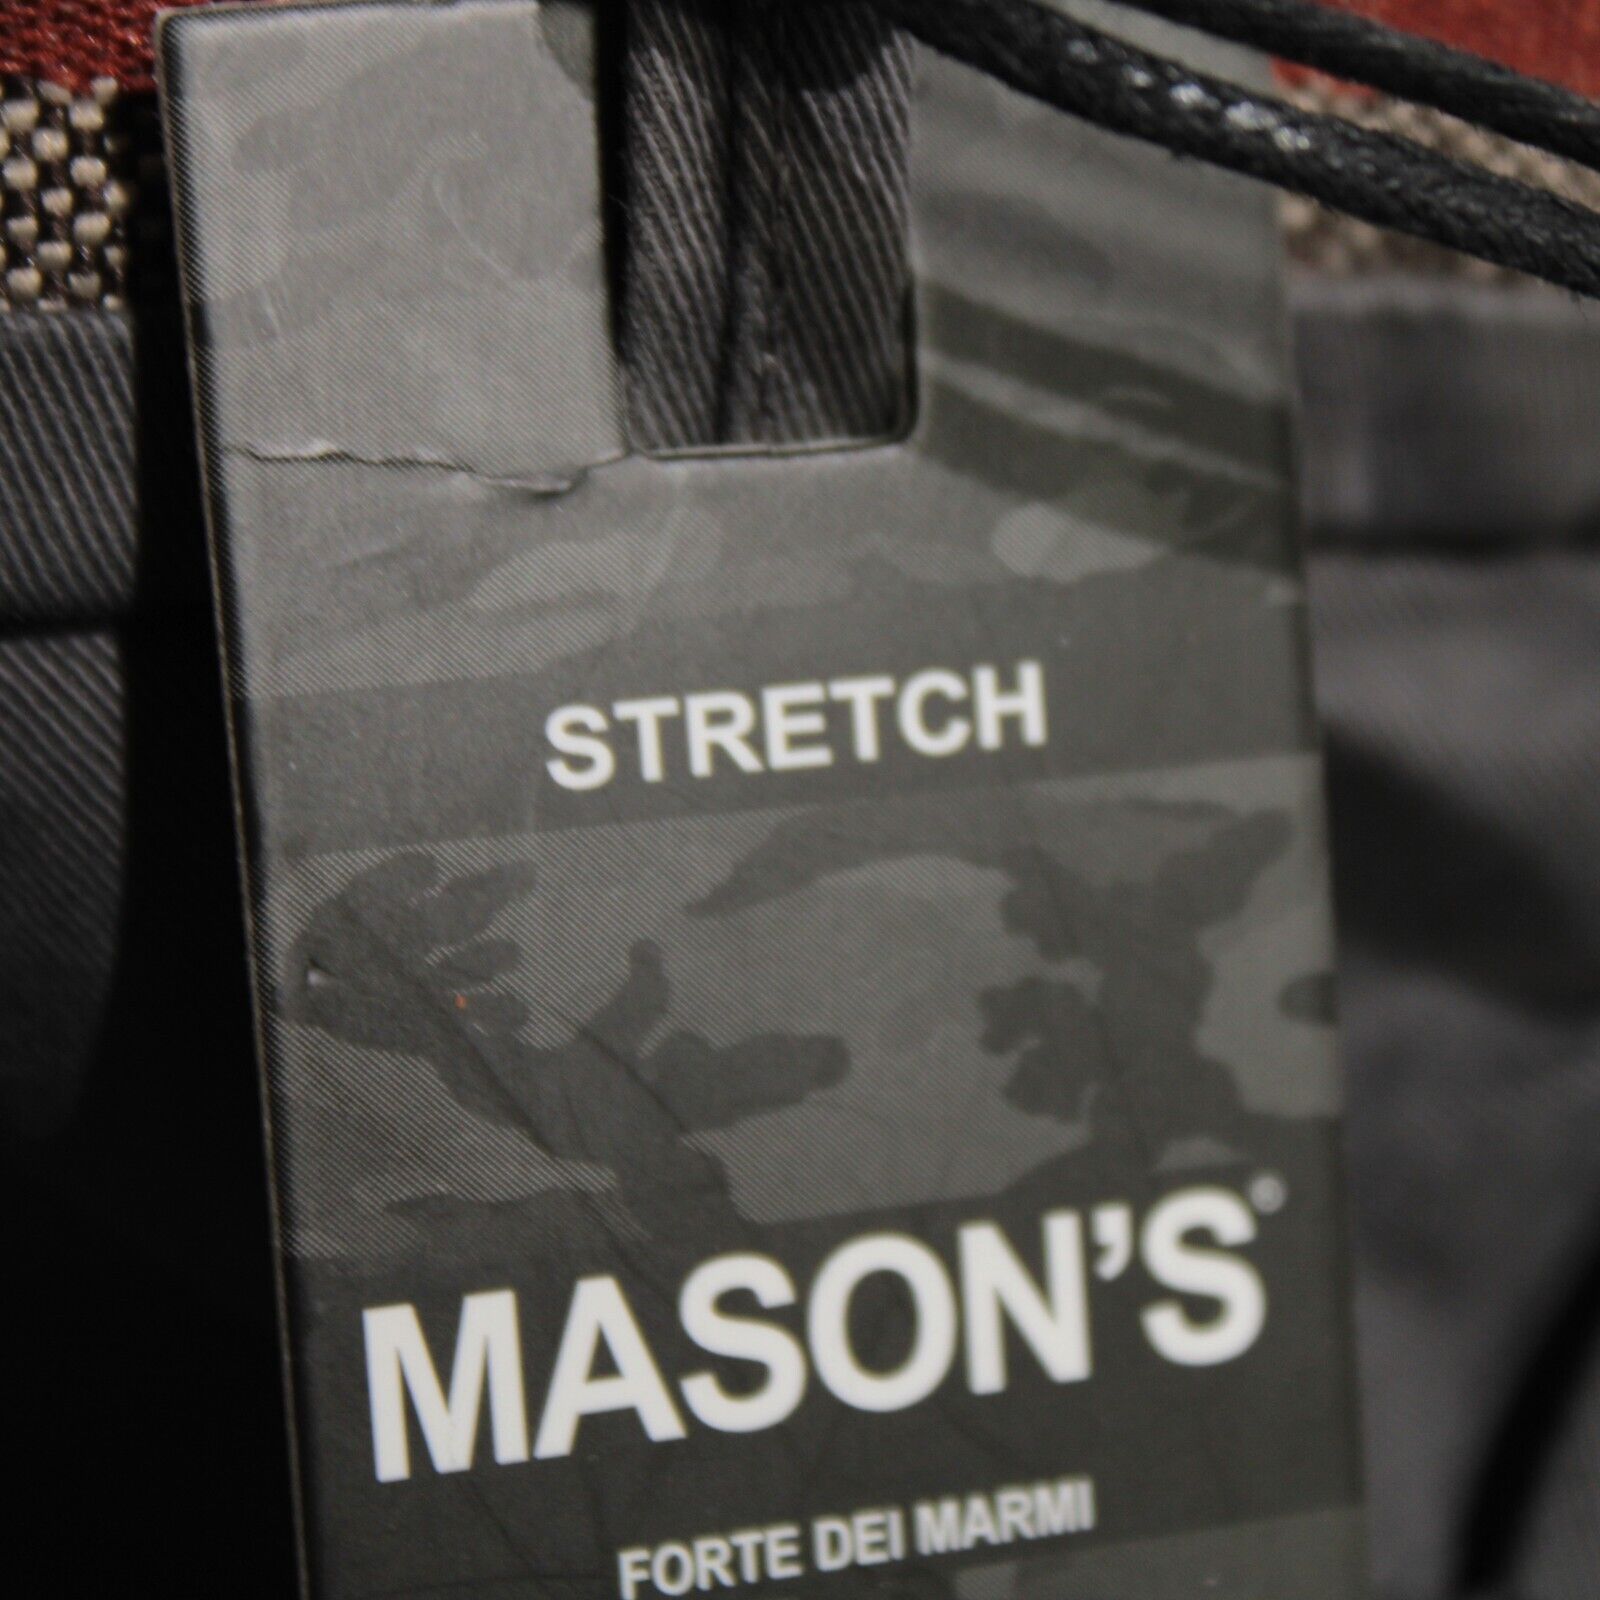 STRETCH
MASON'S
FORTE DEI MARMI